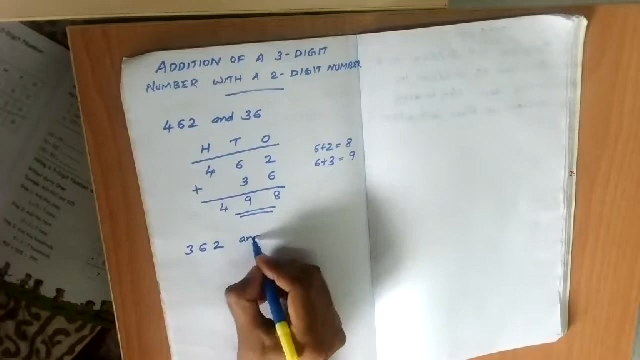 ADDITION OF A 3-DIGIT
NUMBER WITH A 2-DIGIT NUMBER
462 and 36
H T O
4 6 2
+ 3 6
4 9 8
6+2=8
6+3=9
362 an